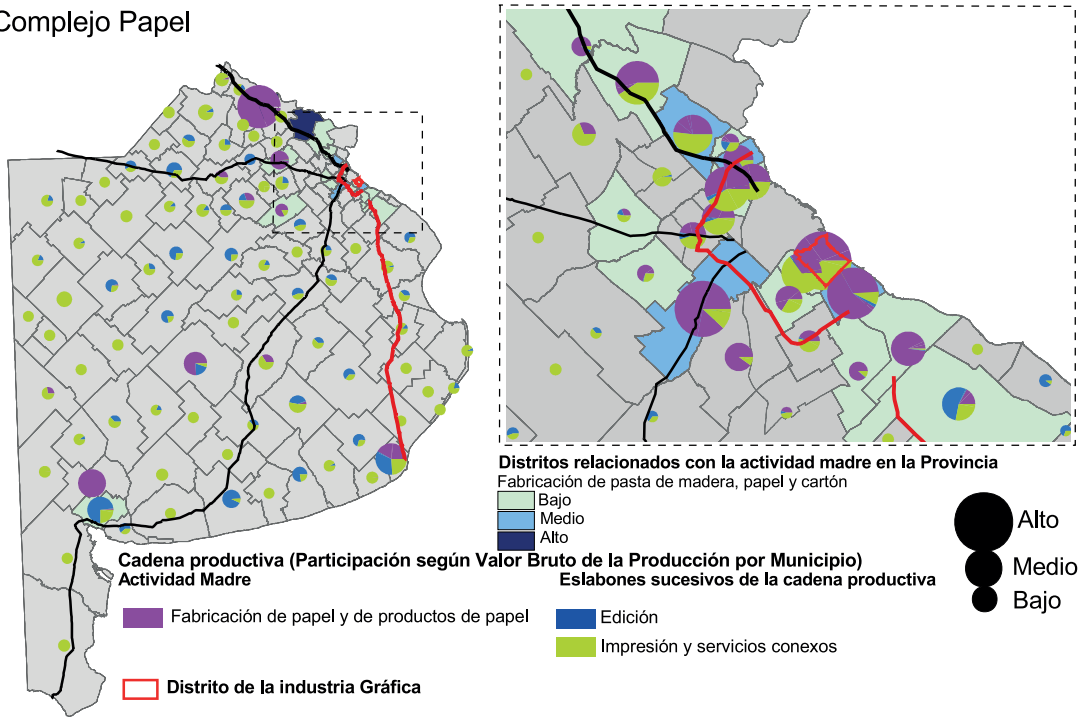 Complejo Papel
Distritos relacionados con la actividad madre en la Provincia
Fabricación de pasta de madera, papel y cartón
Bajo
Medio
Alto
Alto
Medio
Bajo
Cadena productiva (Participación según Valor Bruto de la Producción por Municipio)
Actividad Madre
Eslabones sucesivos de la cadena productiva
Fabricación de papel y de productos de papel
Edición
Impresión y servicios conexos
Distrito de la industria Gráfica